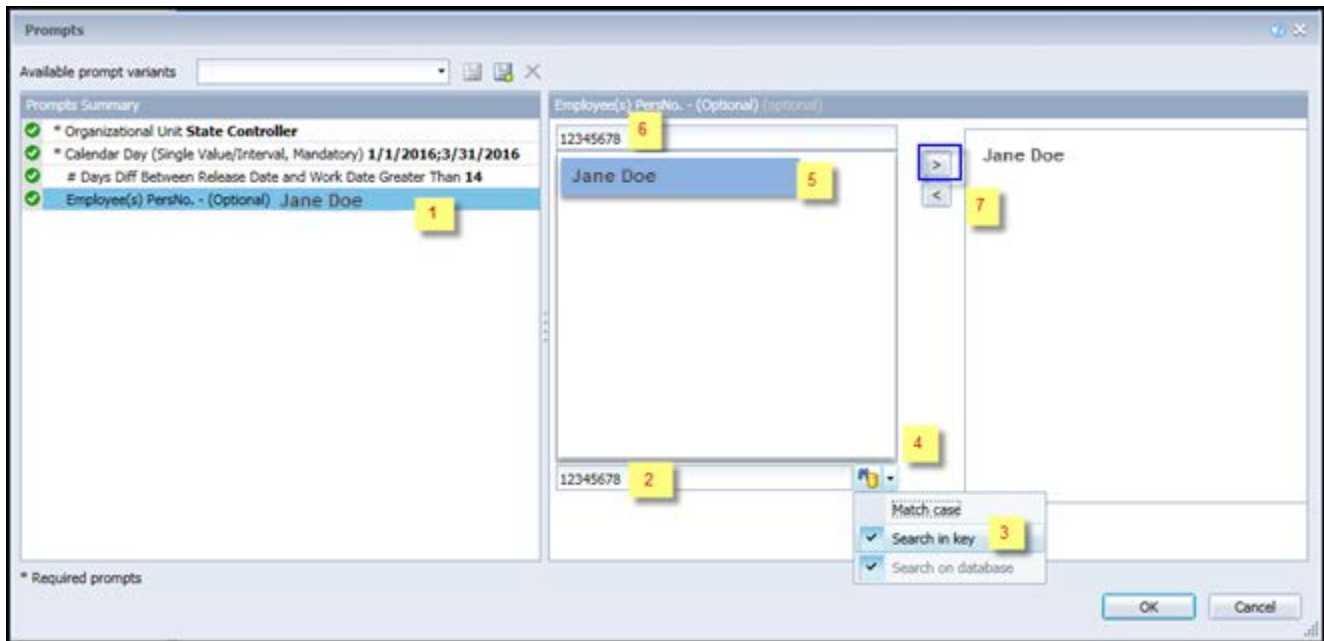 Prompts
Available prompt variants
Prompts Summary
* Organizational Unit State Controller
* Calendar Day (Single Value/Interval, Mandatory) 1/1/2016;3/31/2016
# Days Diff Between Release Date and Work Date Greater Than 14
Employee(s) PersNo. - (Optional) Jane Doe
1
* Required prompts
Employee(s) PersNo. - (Optional) (optional)
12345678 6
Jane Doe 5
>
<
7
Jane Doe
4
12345678 2
Match case
Search in key 3
Search on database
OK Cancel